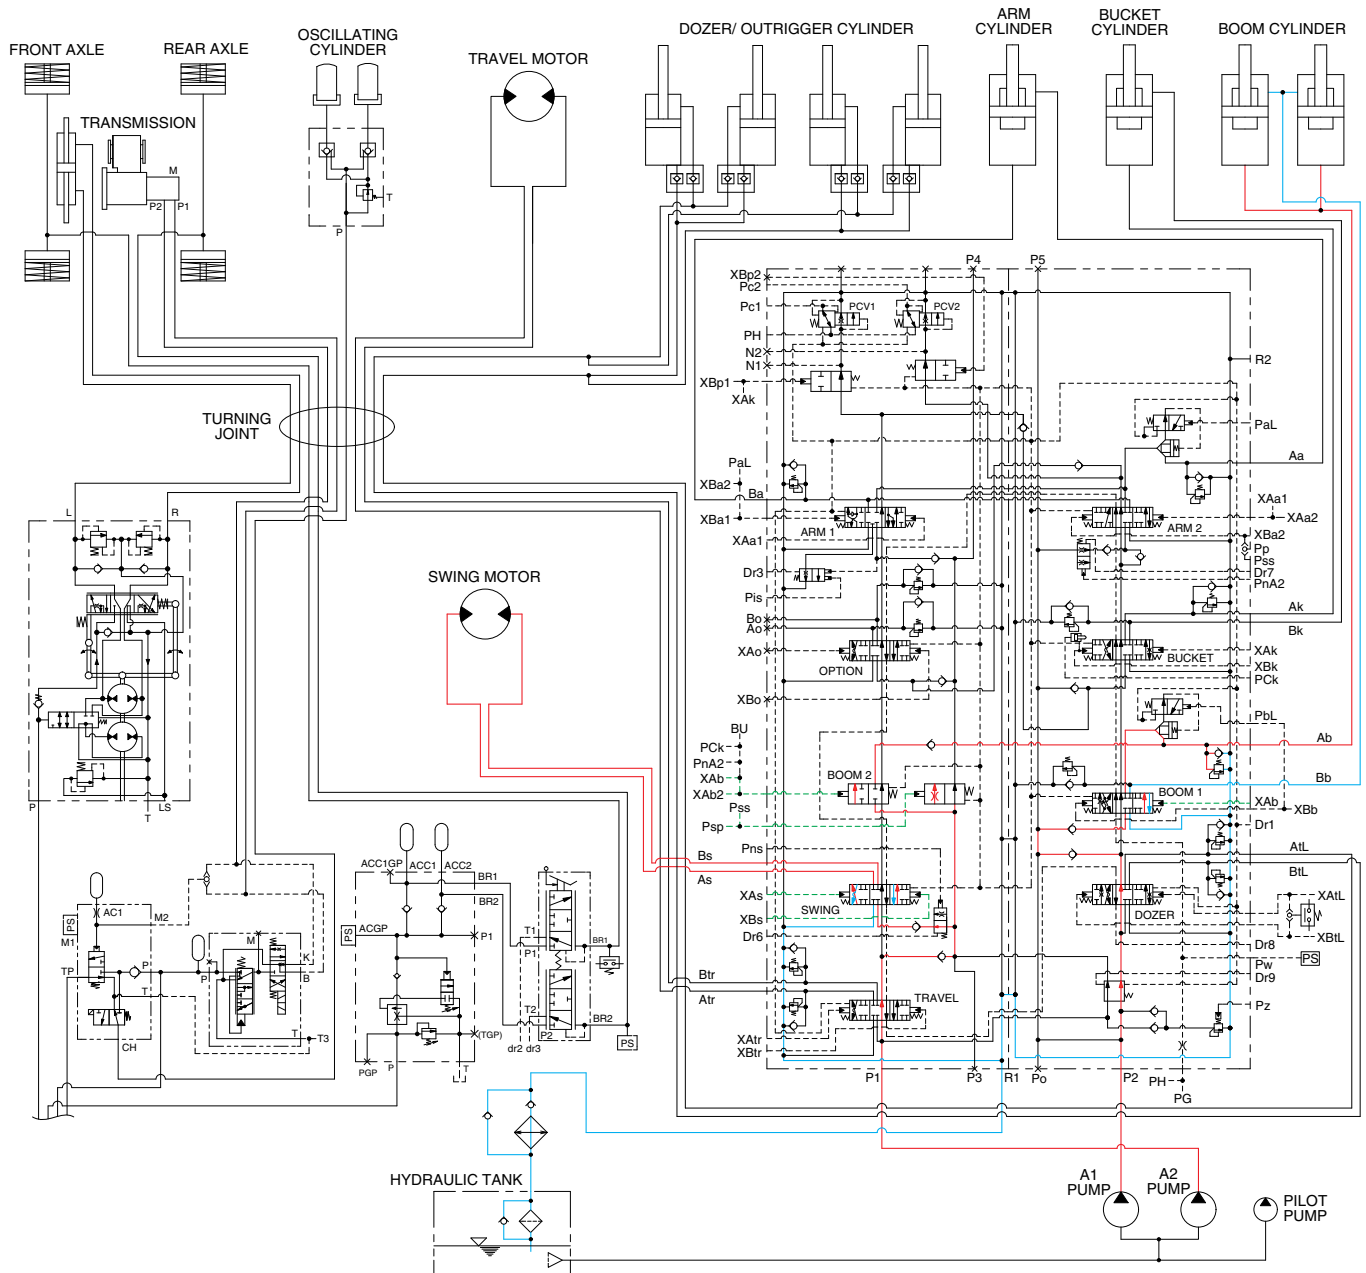 FRONT AXLE
REAR AXLE
OSCILLATING
CYLINDER
TRAVEL MOTOR
DOZER/ OUTRIGGER CYLINDER
ARM
CYLINDER
BUCKET
CYLINDER
BOOM CYLINDER
TRANSMISSION
M
P2
P1
T
P
TURNING
JOINT
P4
P5
XBp2
Pc2
Pc1
PCV1
PCV2
PH
N2
N1
XBp1
XAk
R2
PaL
Aa
PaL
XBa2
Ba
XBa1
ARM 1
XAa1
ARM 2
XAa1
XAa2
XBa2
Pp
Pss
Dr7
PnA2
Dr3
Pis
Bo
Ao
XAo
OPTION
XBo
Ak
Bk
XAk
BUCKET
XBk
PCk
PbL
L
R
SWING MOTOR
P
T
LS
BU
PCk
PnA2
XAb
XAb2
BOOM 2
Pss
Psp
Ab
Bb
BOOM 1
XAb
XBb
Dr1
Pns
Bs
As
AtL
BtL
XAs
SWING
XBs
Dr6
DOZER
XAtL
XBtL
Dr8
PS
Pw
Dr9
Pz
Btr
Atr
TRAVEL
XAtr
XBtr
P1
P3
R1
Po
P2
PH
PG
ACC1GP
ACC1
ACC2
BR1
BR2
PS
ACGP
P1
(TGP)
PGP
P
T
T1
P1
BR1
T2
P2
BR2
dr2
dr3
PS
PS
AC1
M2
M1
TP
P
T
CH
M
P
K
B
T
T3
HYDRAULIC TANK
A1
PUMP
A2
PUMP
PILOT
PUMP